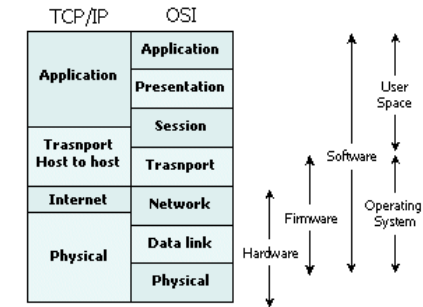 TCP/IP OSI
Application
Trasnport
Host to host
Internet
Physical
Application
Presentation
Session
Trasnport
Network
Data link
Physical
Hardware
Firmware
Software
User
Space
Operating
System